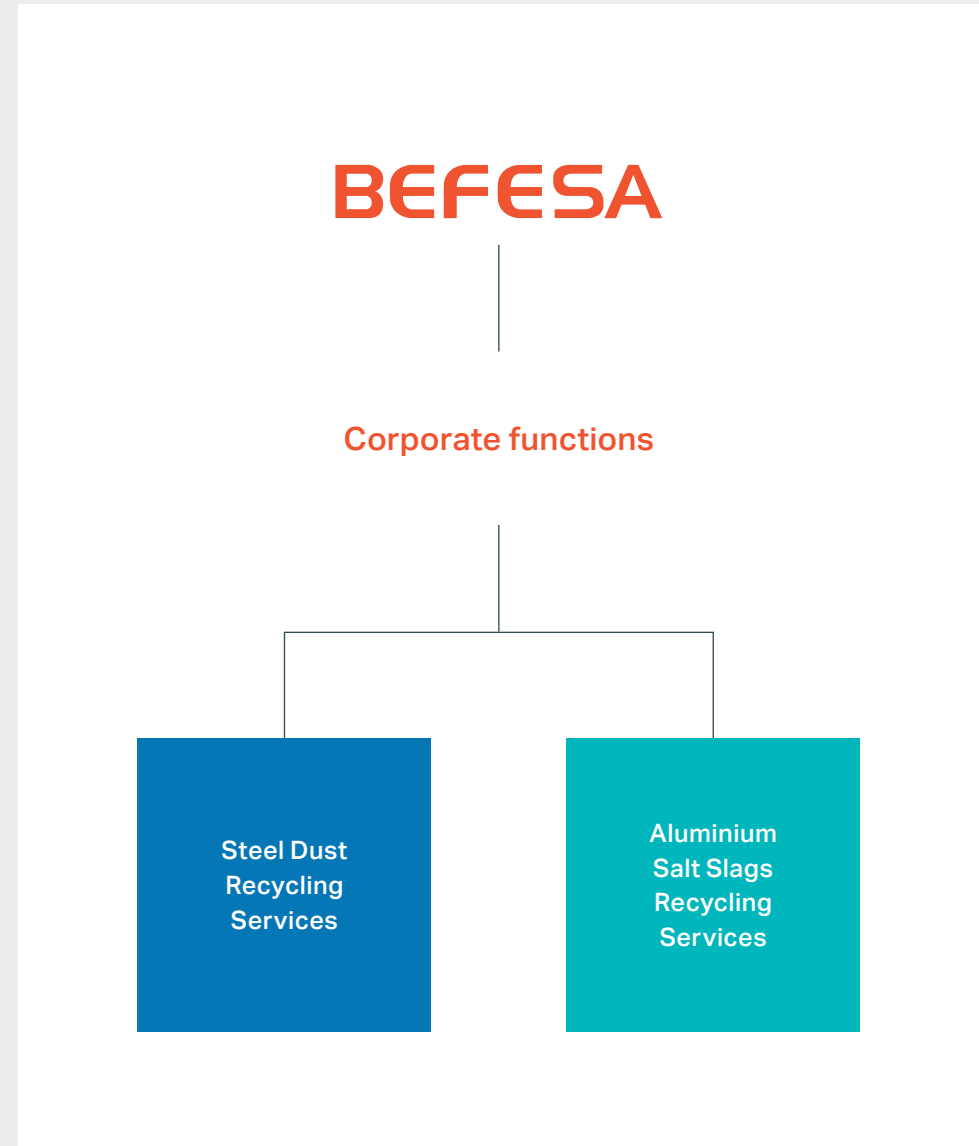 BEFESA
Corporate functions
Steel Dust
Recycling
Services
Aluminium
Salt Slags
Recycling
Services